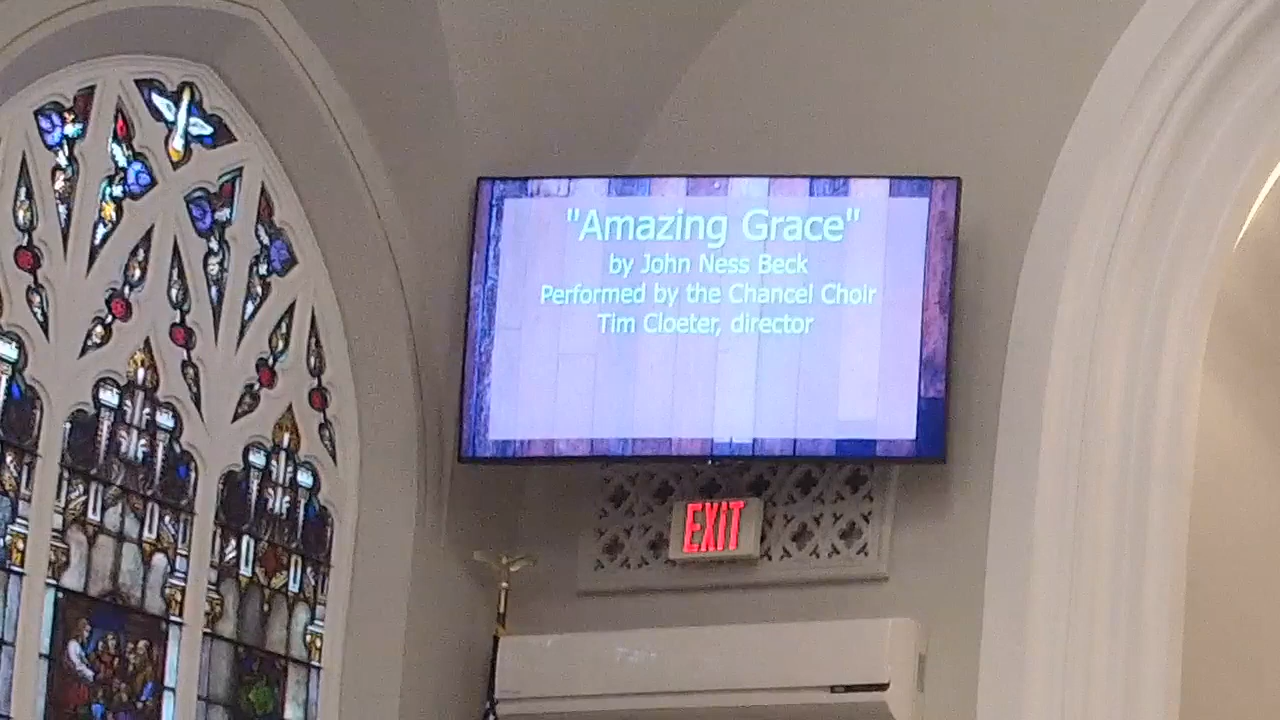 "Amazing Grace"
by John Ness Beck
Performed by the Chancel Choir
Tim Cloeter, director
EXIT